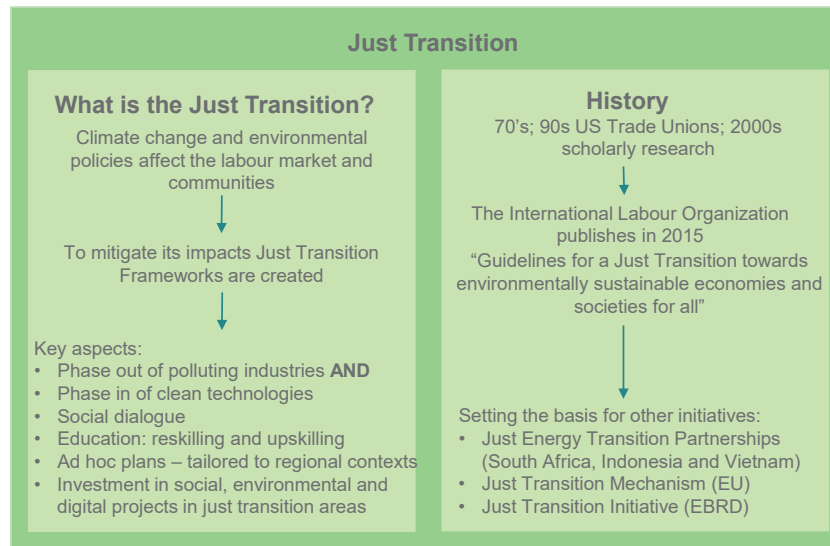 Just Transition
What is the Just Transition?
Climate change and environmental
policies affect the labour market and
communities
To mitigate its impacts Just Transition
Frameworks are created
Key aspects:
• Phase out of polluting industries AND
• Phase in of clean technologies
• Social dialogue
• Education: reskilling and upskilling
• Ad hoc plans – tailored to regional contexts
• Investment in social, environmental and
digital projects in just transition areas
History
70's; 90s US Trade Unions; 2000s
scholarly research
The International Labour Organization
publishes in 2015
“Guidelines for a Just Transition towards
environmentally sustainable economies and
societies for all”
Setting the basis for other initiatives:
• Just Energy Transition Partnerships
(South Africa, Indonesia and Vietnam)
• Just Transition Mechanism (EU)
• Just Transition Initiative (EBRD)